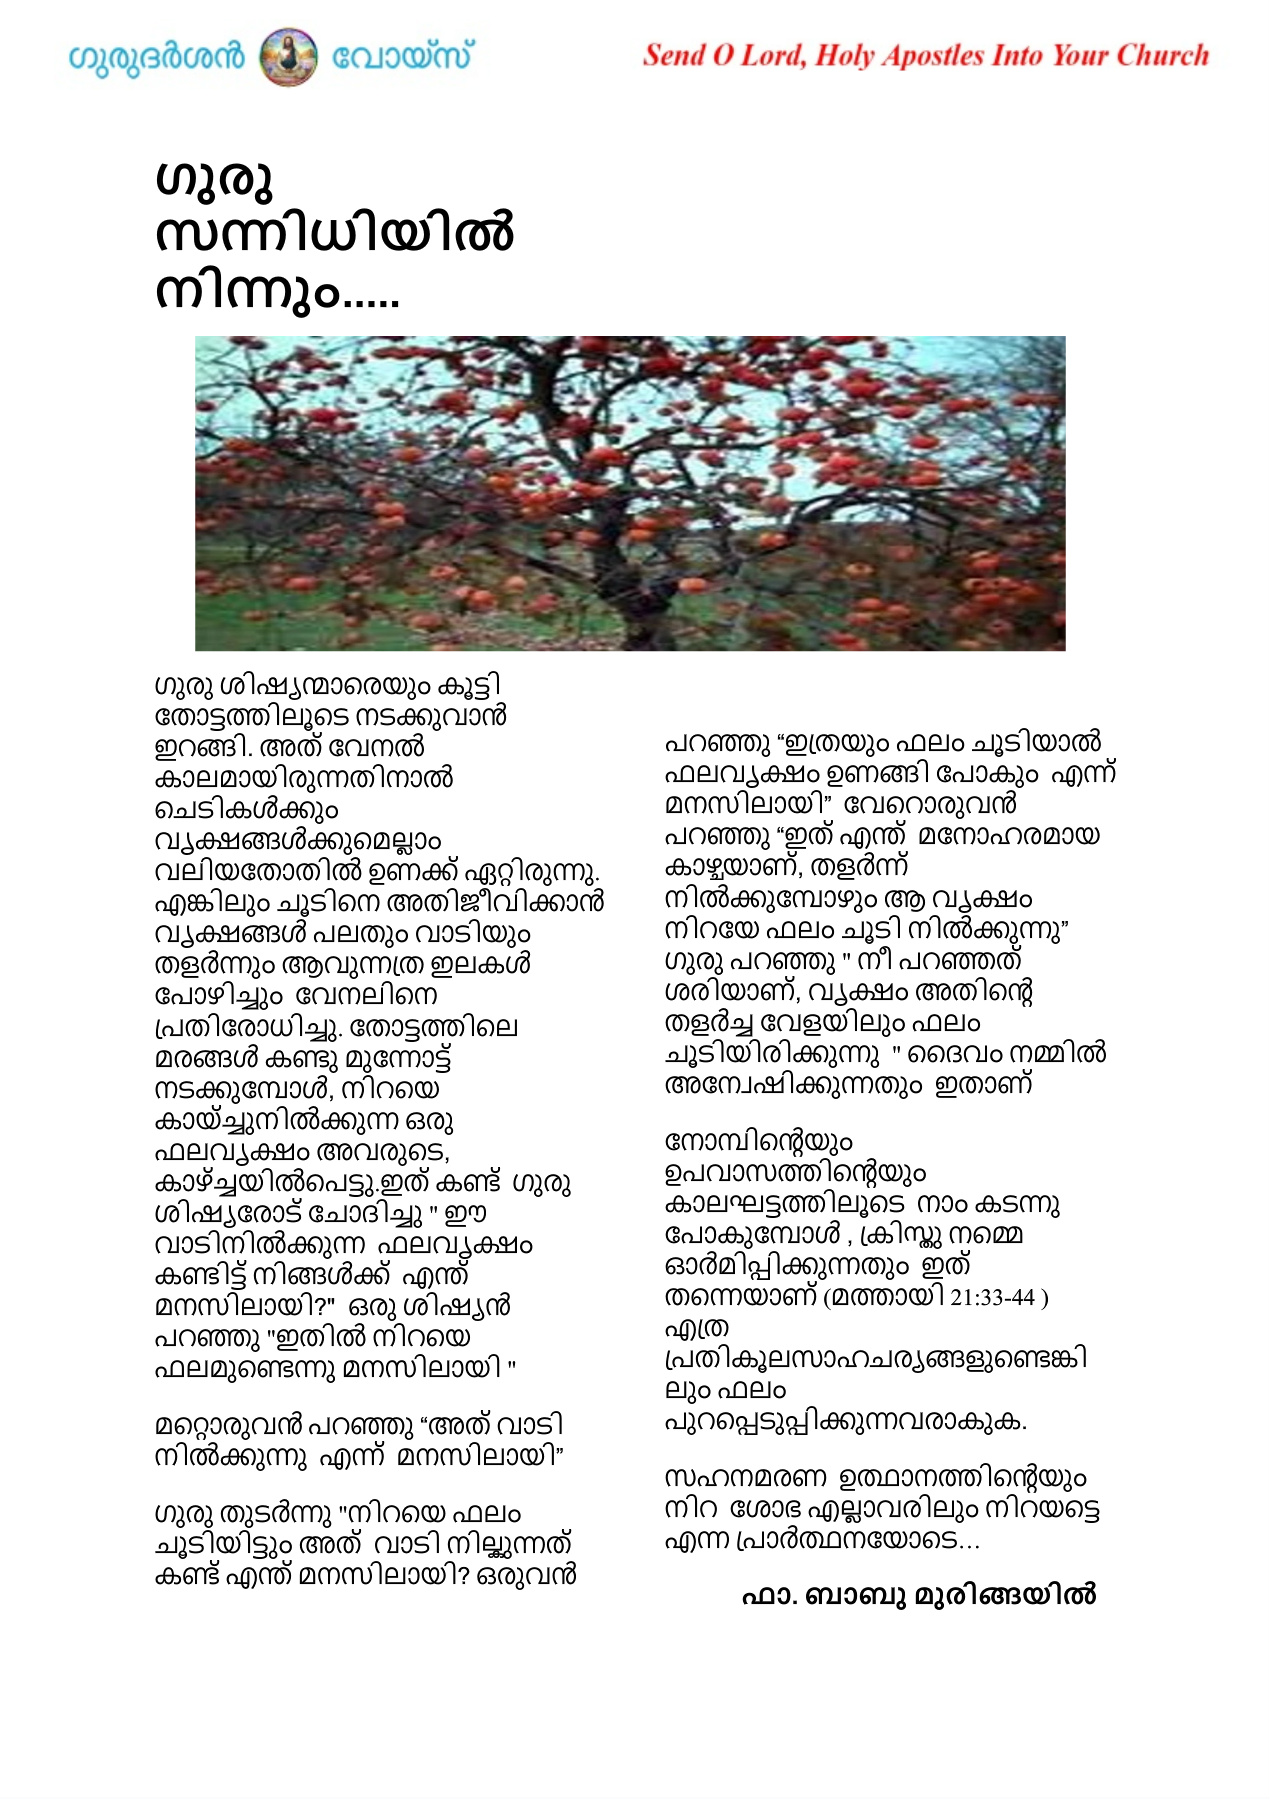 ഗുരുദർശൻ വോയ്സ്
Send O Lord, Holy Apostles Into Your Church
ഗുരു
സന്നിധിയിൽ
നിന്നും.....
ഗുരു ശിഷ്യന്മാരെയും കൂട്ടി
തോട്ടത്തിലൂടെ നടക്കുവാൻ
ഇറങ്ങി. അത് വേനൽ
കാലമായിരുന്നതിനാൽ
ചെടികൾക്കും
വൃക്ഷങ്ങൾക്കുമെല്ലാം
വലിയതോതിൽ ഉണക്ക് ഏറ്റിരുന്നു.
എങ്കിലും ചൂടിനെ അതിജീവിക്കാൻ
വൃക്ഷങ്ങൾ പലതും വാടിയും
തളർന്നും ആവുന്നത്ര ഇലകൾ
പോഴിച്ചും വേനലിനെ
പ്രതിരോധിച്ചു. തോട്ടത്തിലെ
മരങ്ങൾ കണ്ടു മുന്നോട്ട്
നടക്കുമ്പോൾ, നിറയെ
കായ്ച്ചുനിൽക്കുന്ന ഒരു
ഫലവൃക്ഷം അവരുടെ,
കാഴ്ച്ചയിൽപെട്ടു.ഇത് കണ്ട് ഗുരു
ശിഷ്യരോട് ചോദിച്ചു " ഈ
വാടിനിൽക്കുന്ന ഫലവൃക്ഷം
കണ്ടിട്ട് നിങ്ങൾക്ക് എന്ത്
മനസിലായി?" ഒരു ശിഷ്യൻ
പറഞ്ഞു "ഇതിൽ നിറയെ
ഫലമുണ്ടെന്നു മനസിലായി "
മറ്റൊരുവൻ പറഞ്ഞു “അത് വാടി
നിൽക്കുന്നു എന്ന് മനസിലായി”
ഗുരു തുടർന്നു "നിറയെ ഫലം
ചൂടിയിട്ടും അത് വാടി നില്ക്കുന്നത്
കണ്ട് എന്ത് മനസിലായി? ഒരുവൻ
പറഞ്ഞു “ഇത്രയും ഫലം ചൂടിയാൽ
ഫലവൃക്ഷം ഉണങ്ങി പോകും എന്ന്
മനസിലായി” വേറൊരുവൻ
പറഞ്ഞു “ഇത് എന്ത് മനോഹരമായ
കാഴ്ചയാണ്, തളർന്ന്
നിൽക്കുമ്പോഴും ആ വൃക്ഷം
നിറയേ ഫലം ചൂടി നിൽക്കുന്നു”
ഗുരു പറഞ്ഞു " നീ പറഞ്ഞത്
ശരിയാണ്, വൃക്ഷം അതിന്റെ
തളർച്ച വേളയിലും ഫലം
ചൂടിയിരിക്കുന്നു " ദൈവം നമ്മിൽ
അന്വേഷിക്കുന്നതും ഇതാണ്
നോമ്പിന്റെയും
ഉപവാസത്തിന്റെയും
കാലഘട്ടത്തിലൂടെ നാം കടന്നു
പോകുമ്പോൾ , ക്രിസ്തു നമ്മെ
ഓർമിപ്പിക്കുന്നതും ഇത്
തന്നെയാണ് (മത്തായി 21:33-44 )
എത്ര
പ്രതികൂലസാഹചര്യങ്ങളുണ്ടെങ്കി
ലും ഫലം
പുറപ്പെടുപ്പിക്കുന്നവരാകുക.
സഹനമരണ ഉത്ഥാനത്തിന്റെയും
നിറ ശോഭ എല്ലാവരിലും നിറയട്ടെ
എന്ന പ്രാർത്ഥനയോടെ...
ഫാ. ബാബു മുരിങ്ങയിൽ